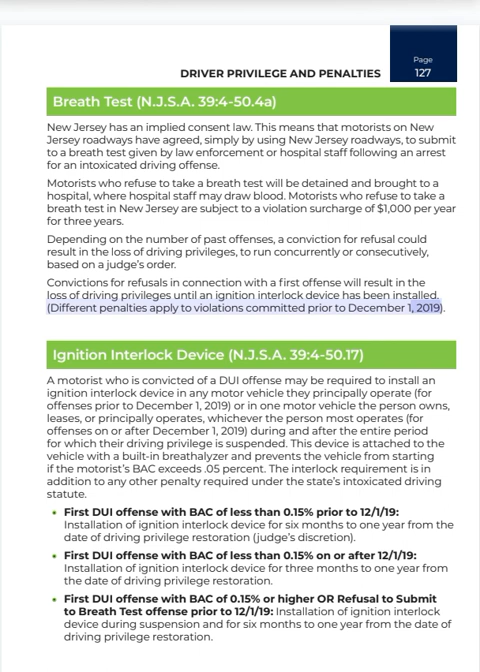 Page
DRIVER PRIVILEGE AND PENALTIES 127
Breath Test (N.J.S.A. 39:4-50.4a)
New Jersey has an implied consent law. This means that motorists on New
Jersey roadways have agreed, simply by using New Jersey roadways, to submit
to a breath test given by law enforcement or hospital staff following an arrest
for an intoxicated driving offense.
Motorists who refuse to take a breath test will be detained and brought to a
hospital, where hospital staff may draw blood. Motorists who refuse to take a
breath test in New Jersey are subject to a violation surcharge of $1,000 per year
for three years.
Depending on the number of past offenses, a conviction for refusal could
result in the loss of driving privileges, to run concurrently or consecutively,
based on a judge's order.
Convictions for refusals in connection with a first offense will result in the
loss of driving privileges until an ignition interlock device has been installed.
(Different penalties apply to violations committed prior to December 1, 2019).
Ignition Interlock Device (N.J.S.A. 39:4-50.17)
A motorist who is convicted of a DUI offense may be required to install an
ignition interlock device in any motor vehicle they principally operate (for
offenses prior to December 1, 2019) or in one motor vehicle the person owns,
leases, or principally operates, whichever the person most operates (for
offenses on or after December 1, 2019) during and after the entire period
for which their driving privilege is suspended. This device is attached to the
vehicle with a built-in breathalyzer and prevents the vehicle from starting
if the motorist's BAC exceeds .05 percent. The interlock requirement is in
addition to any other penalty required under the state's intoxicated driving
statute.
• First DUI offense with BAC of less than 0.15% prior to 12/1/19:
Installation of ignition interlock device for six months to one year from the
date of driving privilege restoration (judge's discretion).
• First DUI offense with BAC of less than 0.15% on or after 12/1/19:
Installation of ignition interlock device for three months to one year from
the date of driving privilege restoration.
• First DUI offense with BAC of 0.15% or higher OR Refusal to Submit
to Breath Test offense prior to 12/1/19: Installation of ignition interlock
device during suspension and for six months to one year from the date of
driving privilege restoration.